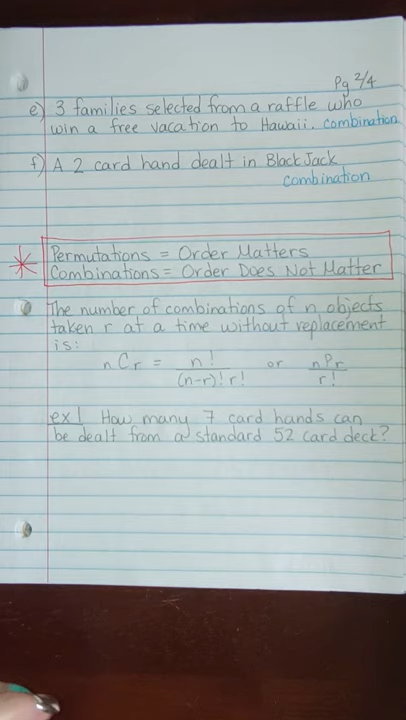 Pg 2/4
e) 3 families selected from a raffle who
win a free vacation to Hawaii. combination
f) A 2 card hand dealt in Black Jack
combination
* Permutations = Order Matters
Combinations = Order Does Not Matter
The number of combinations of n objects
taken r at a time without replacement
is:
nCr = n! / (n-r)! r! or nPr / r!
ex1 How many 7 card hands can
be dealt from a standard 52 card deck?